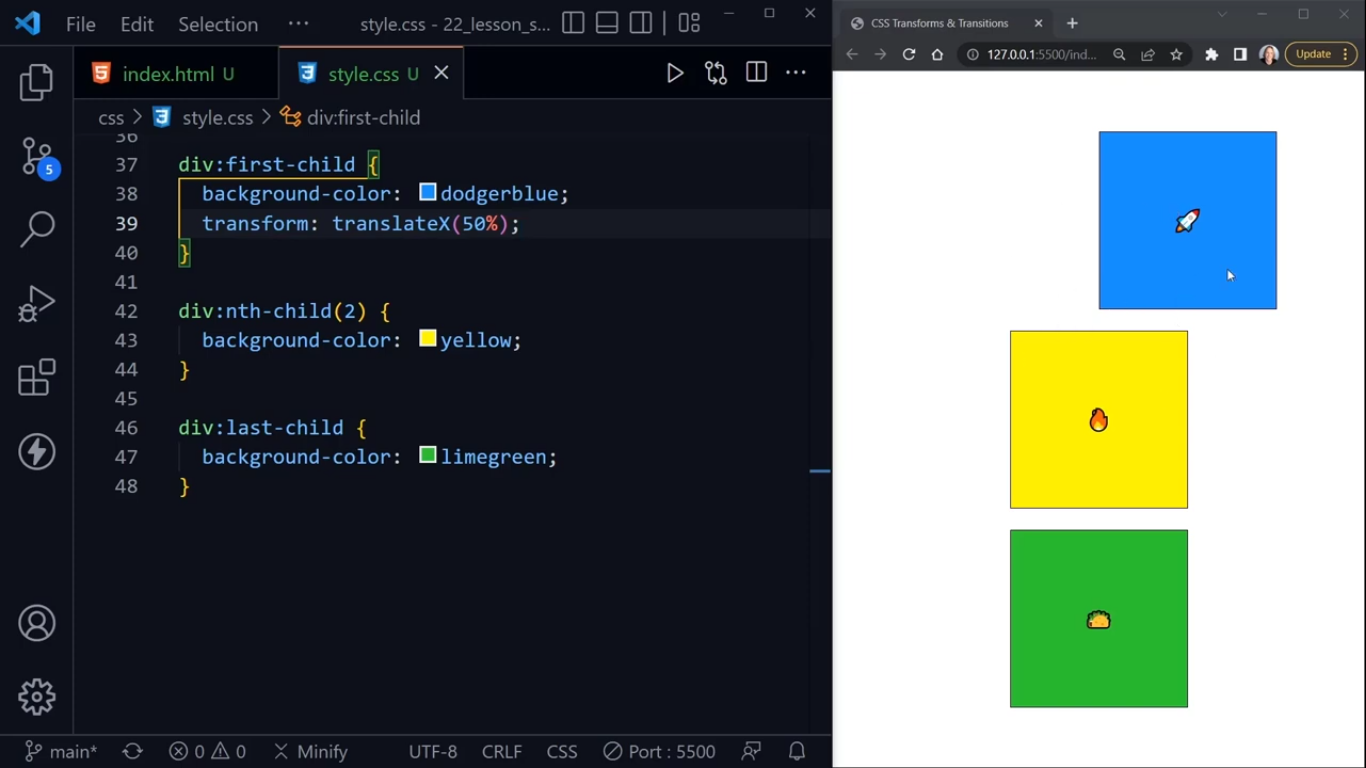 File Edit Selection ··· style.css - 22_lesson_s...
index.html U style.css U
css > style.css > div:first-child
36
37 div:first-child {
38 background-color: dodgerblue;
39 transform: translateX(50%);
40 }
41
42 div:nth-child(2) {
43 background-color: yellow;
44 }
45
46 div:last-child {
47 background-color: limegreen;
48 }
5
main* 0 0 Minify UTF-8 CRLF CSS Port : 5500
CSS Transforms & Transitions
127.0.0.1:5500/ind... Update